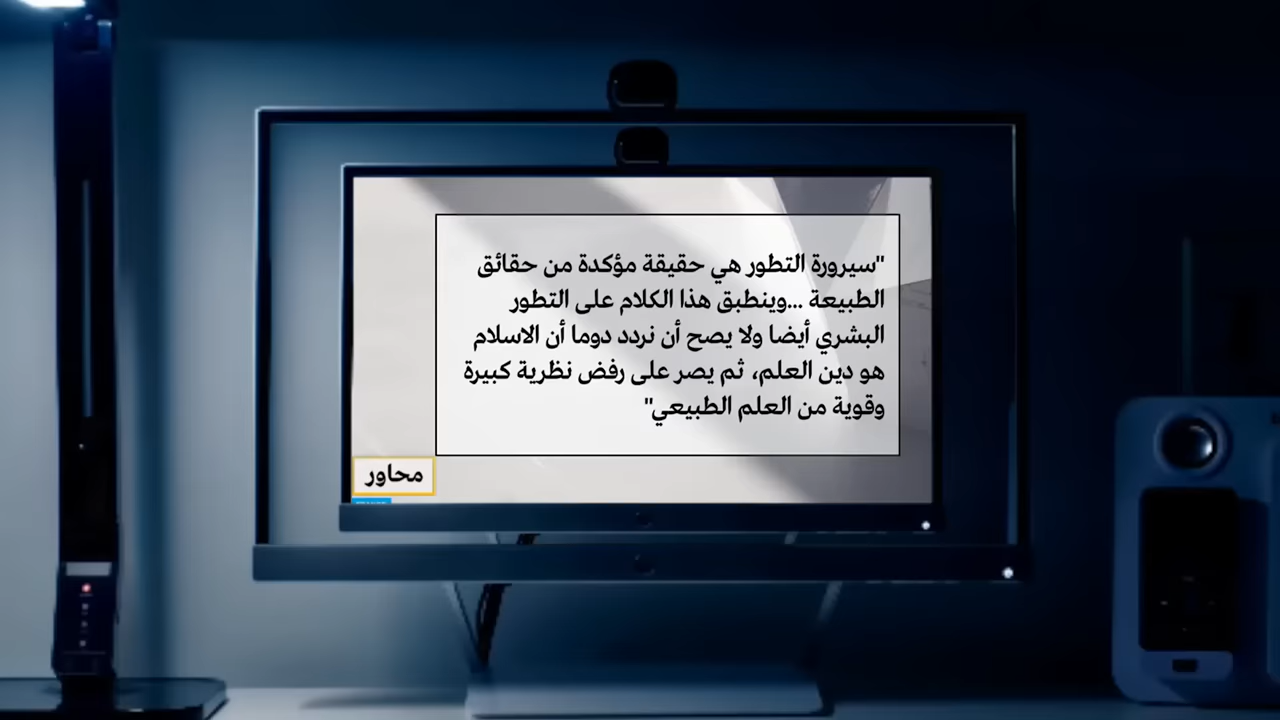 "سيرورة التطور هي حقيقة مؤكدة من حقائق
الطبيعة ...وينطبق هذا الكلام على التطور
البشري أيضا ولا يصح أن نردد دوما أن الاسلام
هو دين العلم، ثم يصر على رفض نظرية كبيرة
وقوية من العلم الطبيعي"
محاور